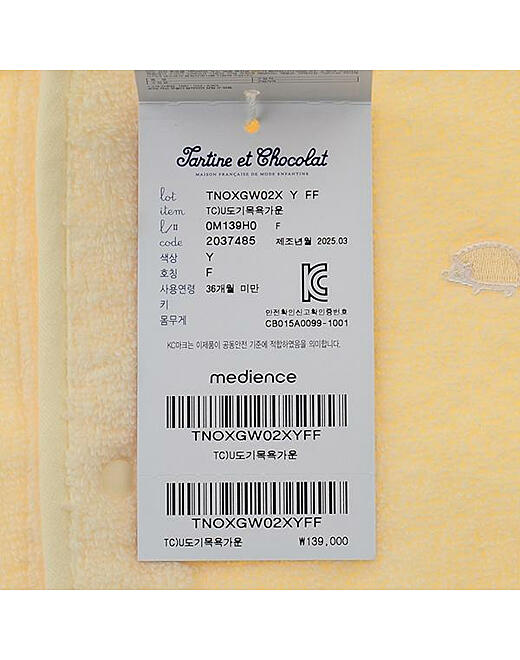 Tartine et Chocolat
MAISON FRANÇAISE DE MODE ENFANTINE
lot TNOXGW02X Y FF
item TC)U도기목욕가운
l/# 0M139H0 F
code 2037485 제조년월 2025.03
색상 Y
호칭 F
사용연령 36개월 미만
키
몸무게
안전확인신고확인증번호
CB015A0099-1001
KC마크는 이제품이 공동안전 기준에 적합하였음을 의미합니다.
medience
TNOXGW02XYFF
TC)U도기목욕가운
TNOXGW02XYFF
TC)U도기목욕가운 ₩139,000